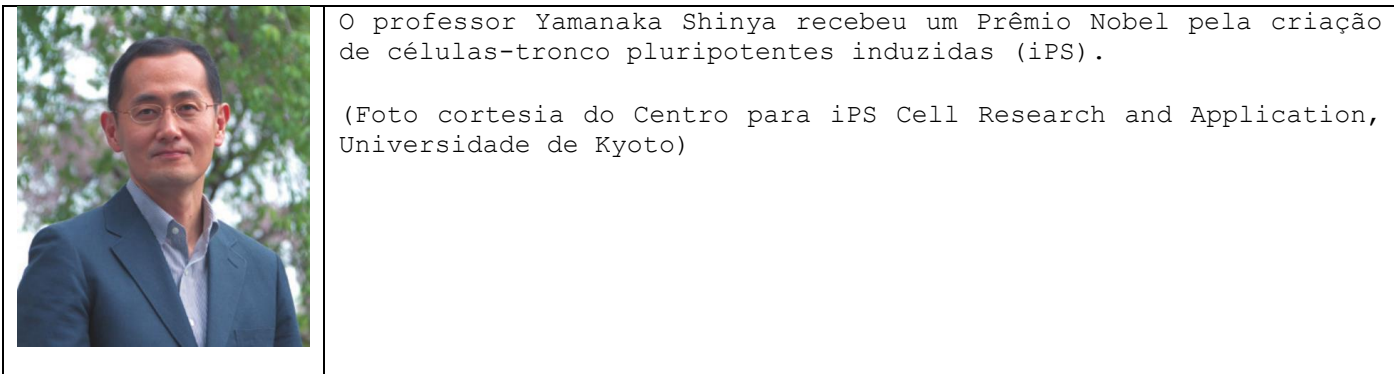 O professor Yamanaka Shinya recebeu um Prêmio Nobel pela criação
de células-tronco pluripotentes induzidas (iPS).
(Foto cortesia do Centro para iPS Cell Research and Application,
Universidade de Kyoto)